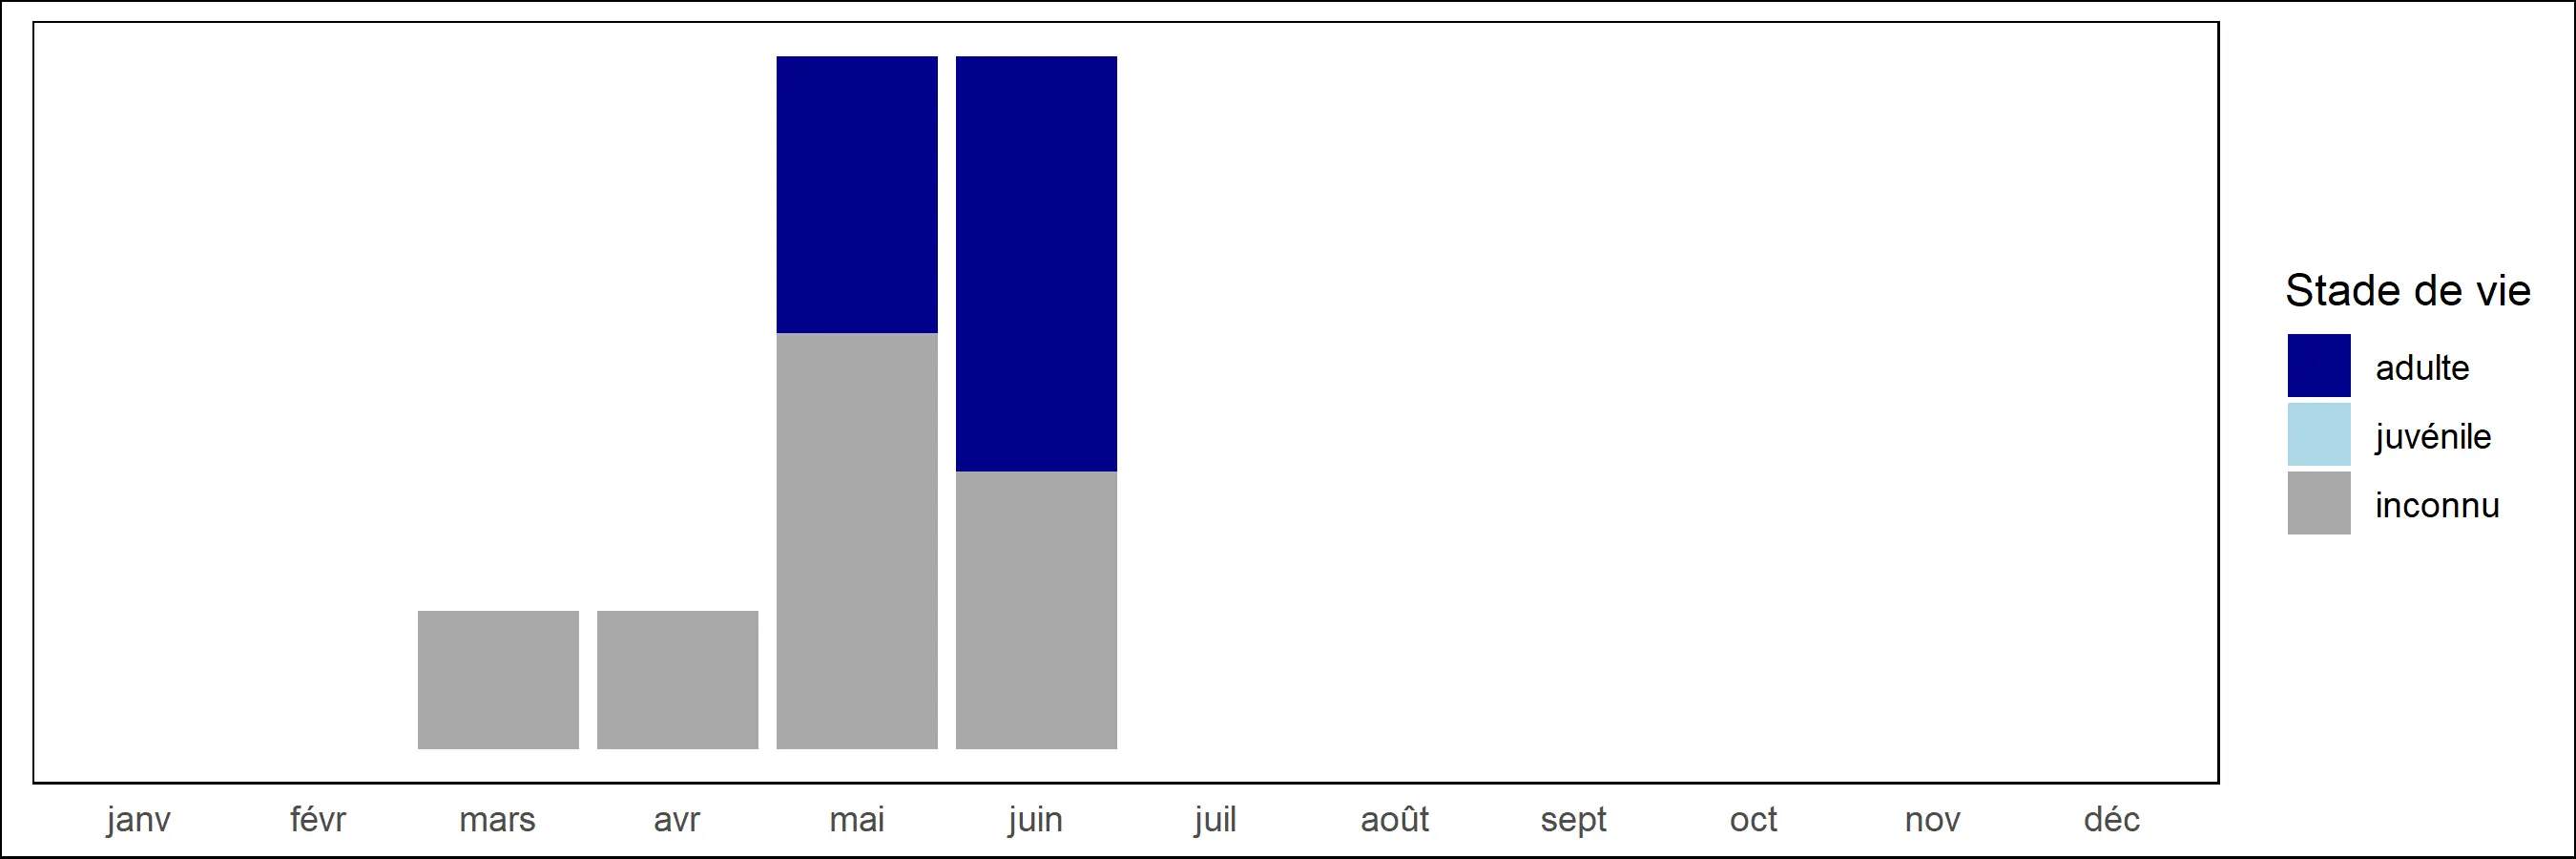 Stade de vie
adulte
juvénile
inconnu
janv févr mars avr mai juin juil août sept oct nov déc